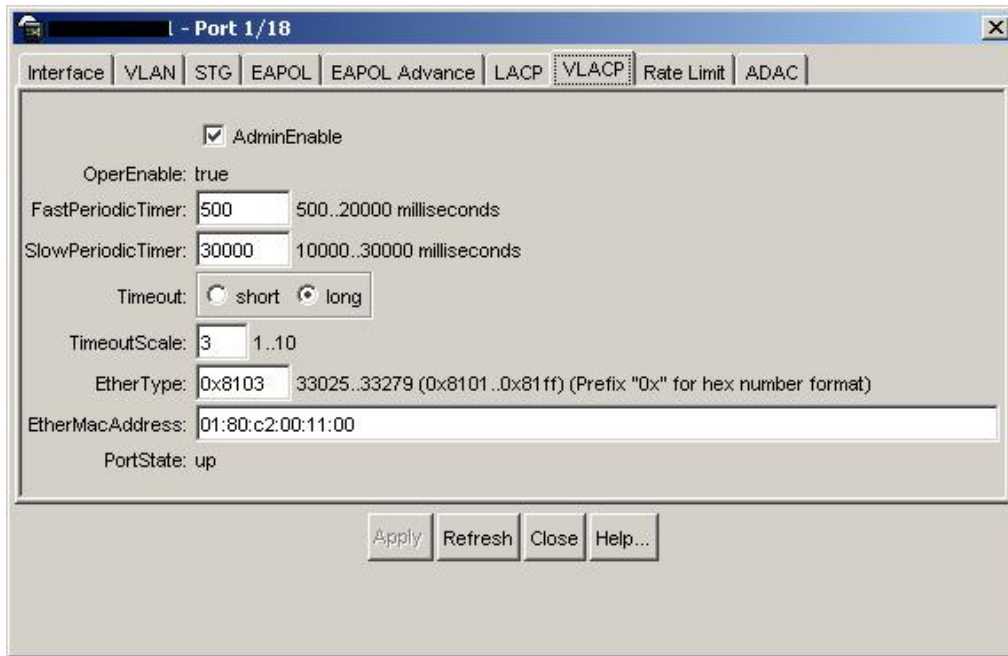 - Port 1/18
Interface VLAN STG EAPOL EAPOL Advance LACP VLACP Rate Limit ADAC
AdminEnable
OperEnable: true
FastPeriodicTimer: 500 500..20000 milliseconds
SlowPeriodicTimer: 30000 10000..30000 milliseconds
Timeout: short long
TimeoutScale: 3 1..10
EtherType: 0x8103 33025..33279 (0x8101..0x81ff) (Prefix "0x" for hex number format)
EtherMacAddress: 01:80:c2:00:11:00
PortState: up
Apply Refresh Close Help...